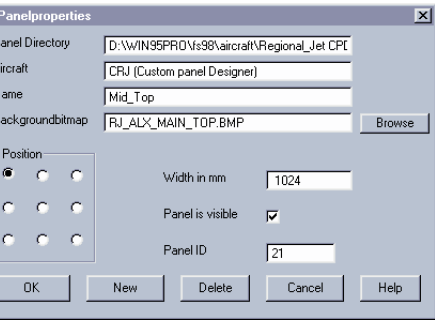 Panelproperties
anel Directory
D:\WIN95PRO\fs98\aircraft\Regional_Jet CPD
ircraft
CRJ (Custom panel Designer)
ame
Mid_Top
ackgroundbitmap
RJ_ALX_MAIN_TOP.BMP
Browse
Position
Width in mm
1024
Panel is visible
Panel ID
21
OK
New
Delete
Cancel
Help